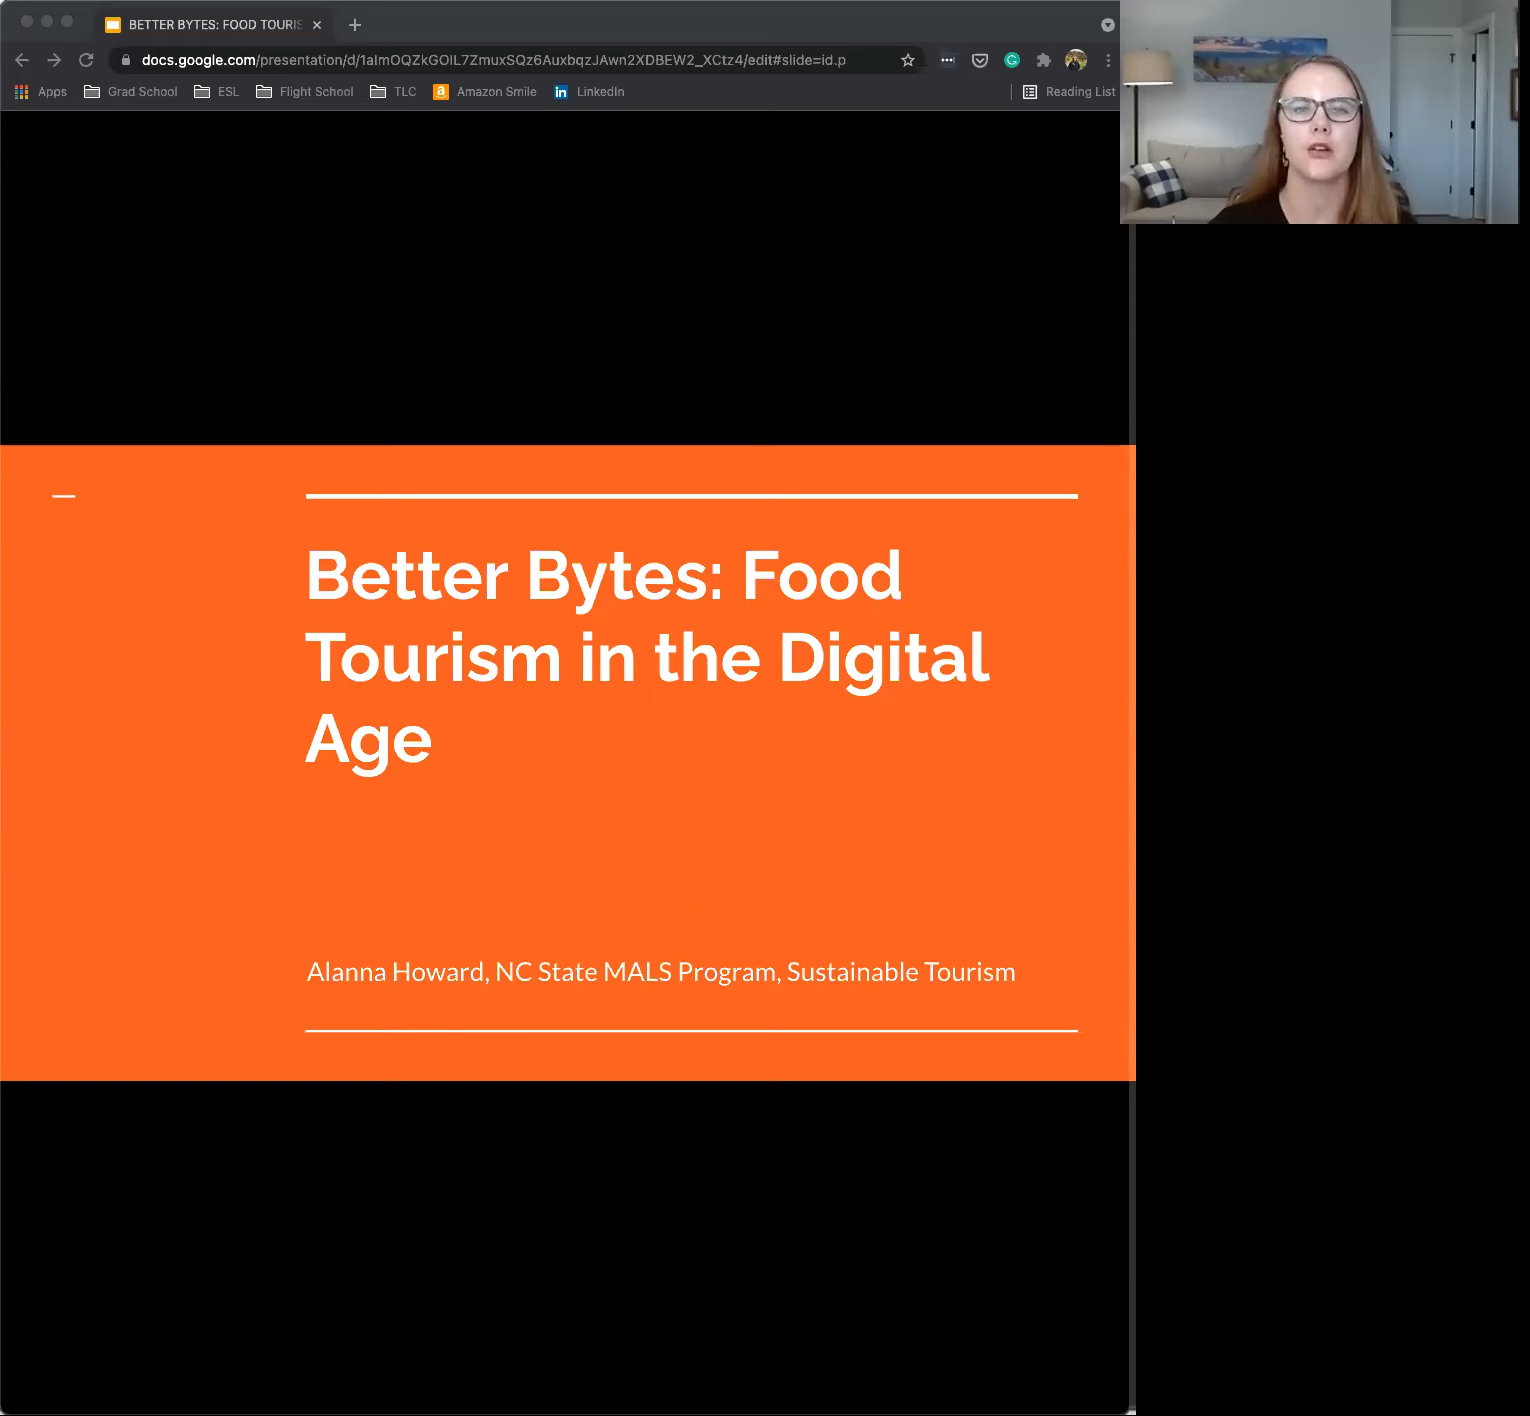 BETTER BYTES: FOOD TOURIS
docs.google.com/presentation/d/1aImOQZkGOIL7ZmuxSQz6AuxbqzJAwn2XDBEW2_XCtz4/edit#slide=id.p
Apps Grad School ESL Flight School TLC Amazon Smile LinkedIn Reading List
Better Bytes: Food
Tourism in the Digital
Age
Alanna Howard, NC State MALS Program, Sustainable Tourism